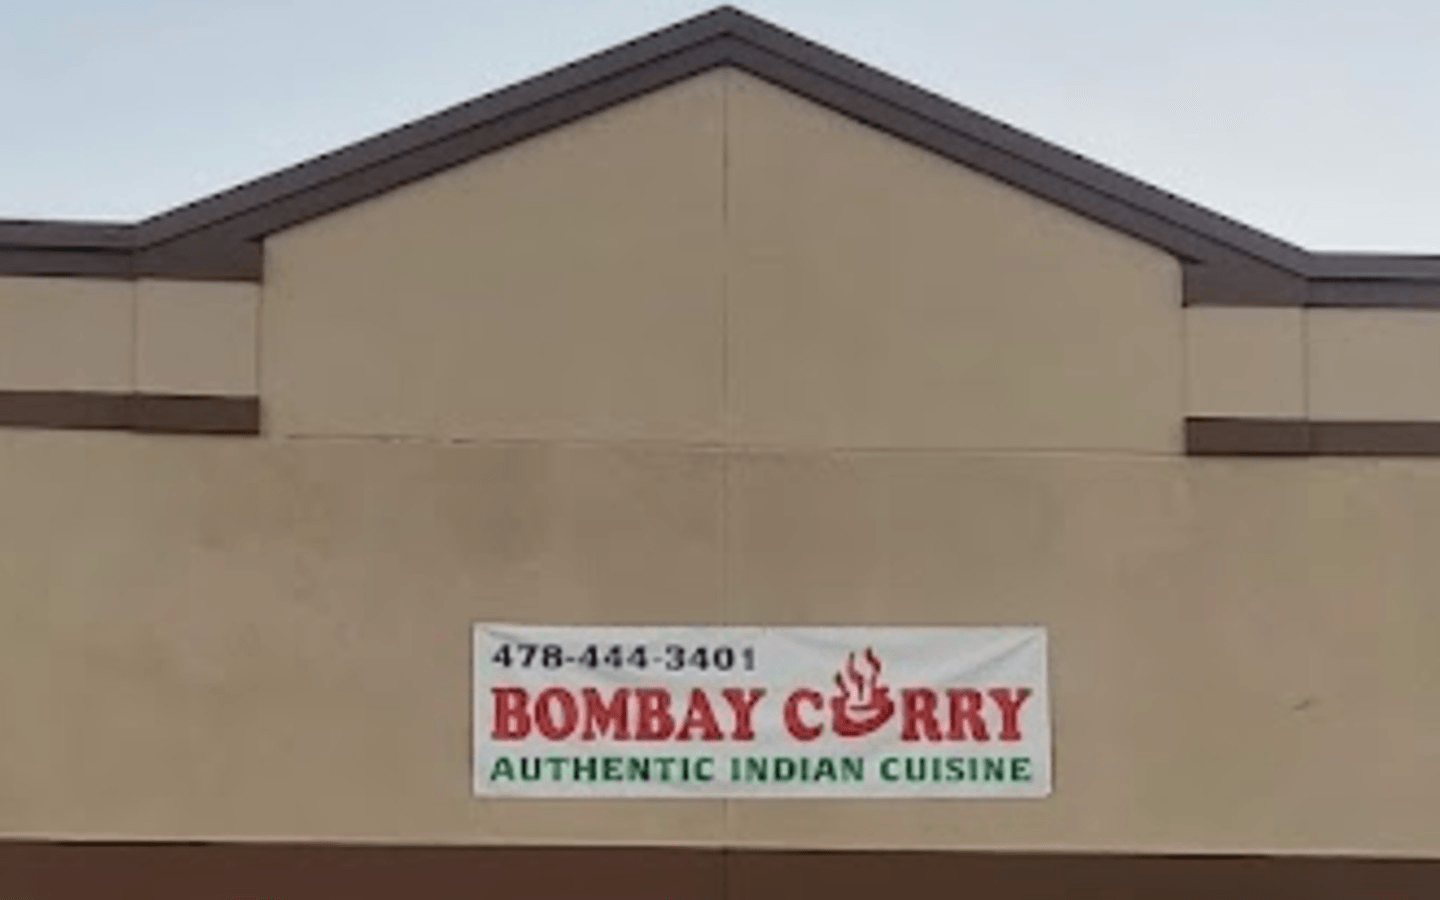 478-444-3401
BOMBAY CURRY
AUTHENTIC INDIAN CUISINE